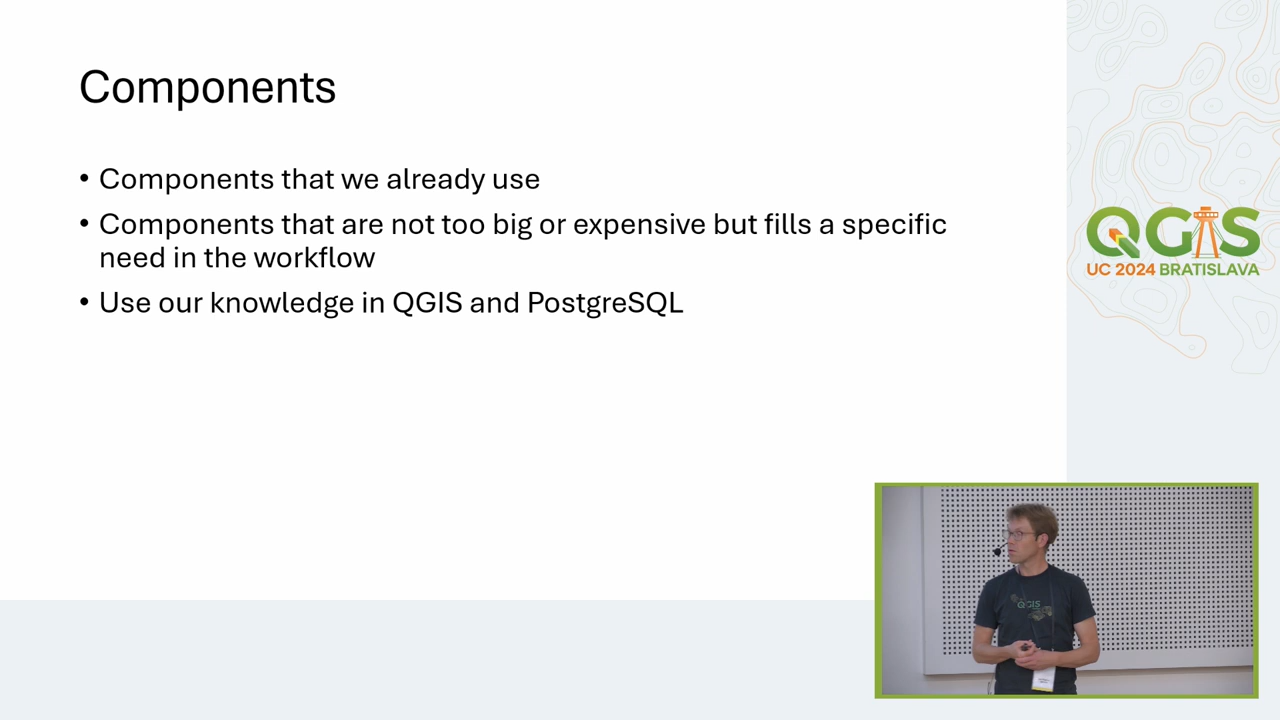 Components
• Components that we already use
• Components that are not too big or expensive but fills a specific
need in the workflow
• Use our knowledge in QGIS and PostgreSQL
QGIS
UC 2024 BRATISLAVA
QGIS